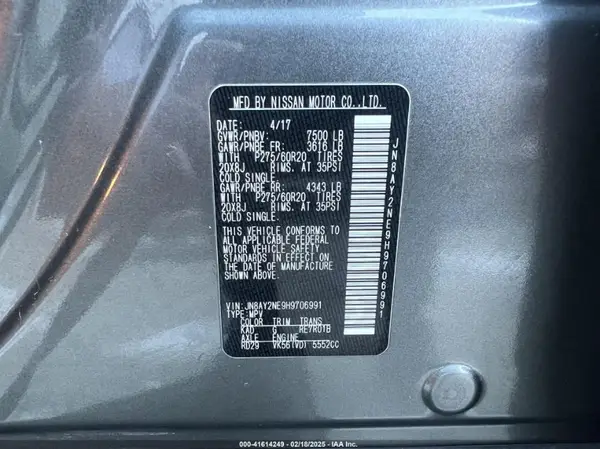 MFD BY NISSAN MOTOR CO.,LTD.
DATE: 4/17
GVWR/PNBV: 7500 LB
GAWR/PNBE FR: 3616 LB
WITH P275/60R20 TIRES
20X8J RIMS. AT 35PSI
COLD SINGLE.
GAWR/PNBE RR: 4343 LB
WITH P275/60R20 TIRES
20X8J RIMS. AT 35PSI
COLD SINGLE.
THIS VEHICLE CONFORMS TO
ALL APPLICABLE FEDERAL
MOTOR VEHICLE SAFETY
STANDARDS IN EFFECT ON
THE DATE OF MANUFACTURE
SHOWN ABOVE.
VIN:JN8AY2NE9H9706991
TYPE:MPV
COLOR TRIM TRANS
KAD G RE7R01B
AXLE ENGINE
RD29 VK56(VD) 5552CC
JN8AY2NE9H9706991
000-41614249 - 02/18/2025 - IAA Inc.